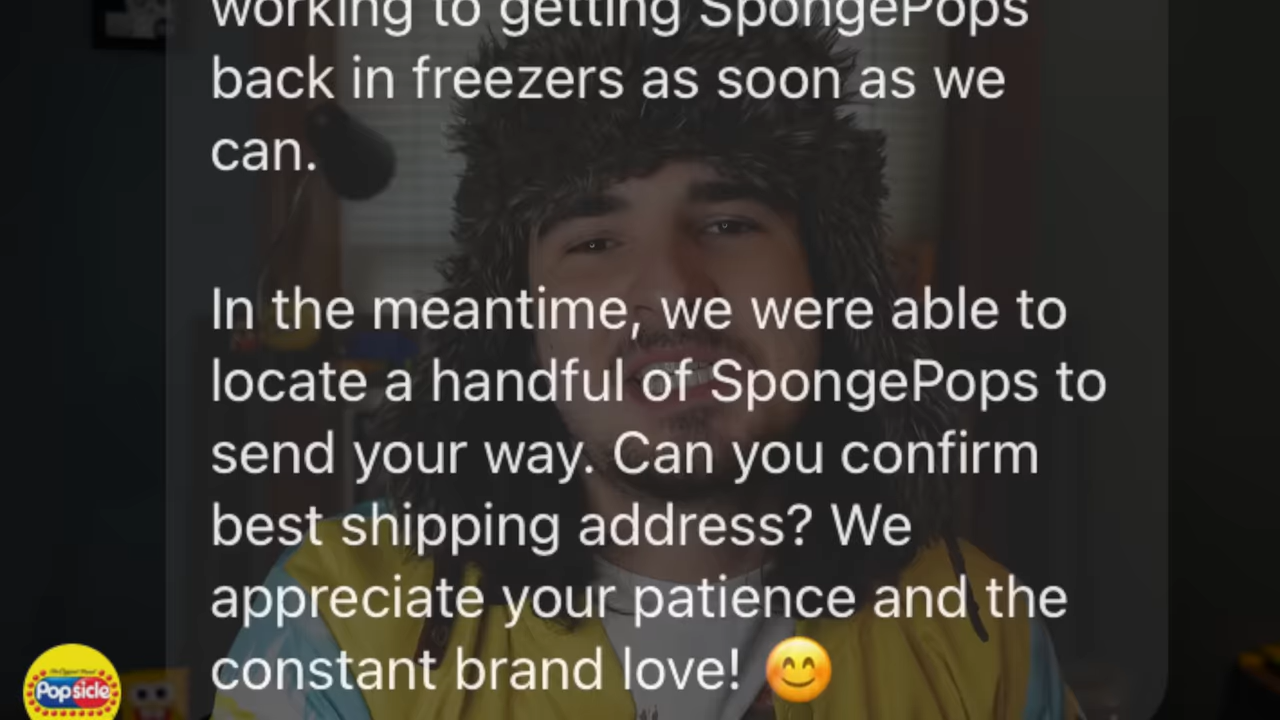 working to getting SpongePops
back in freezers as soon as we
can.
In the meantime, we were able to
locate a handful of SpongePops to
send your way. Can you confirm
best shipping address? We
appreciate your patience and the
constant brand love! 😊
Popsicle